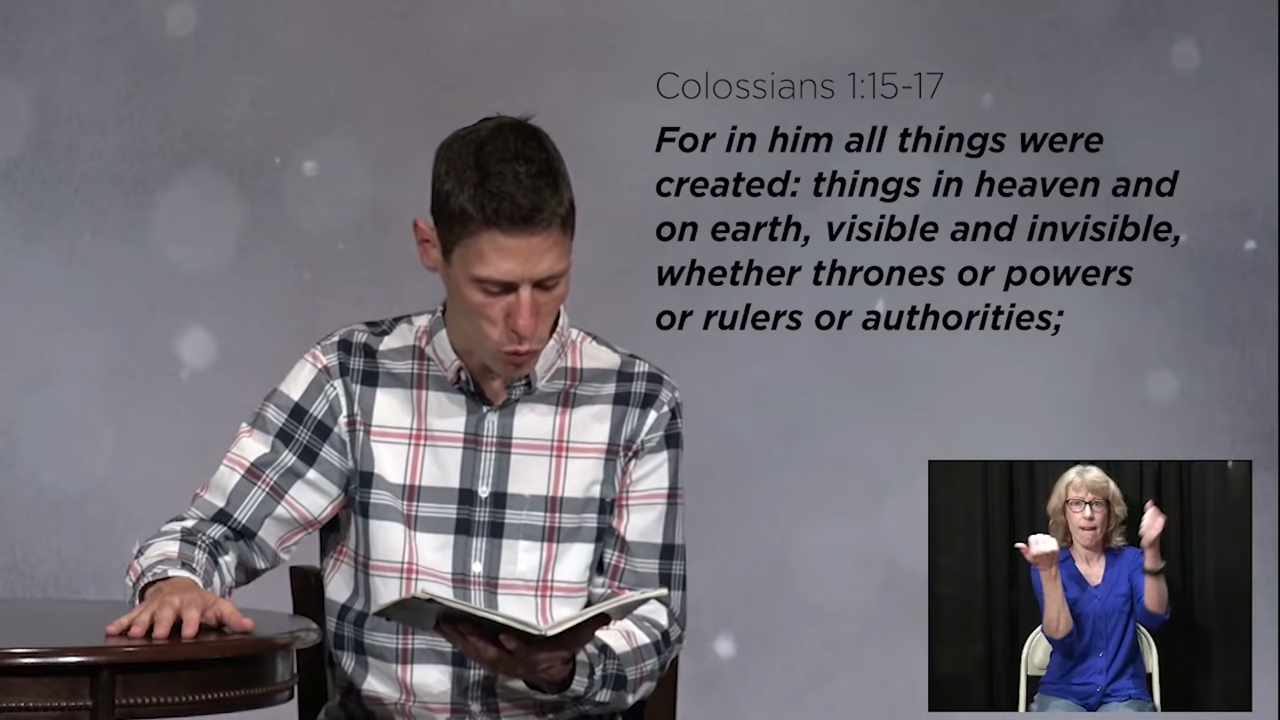 Colossians 1:15-17
For in him all things were
created: things in heaven and
on earth, visible and invisible,
whether thrones or powers
or rulers or authorities;